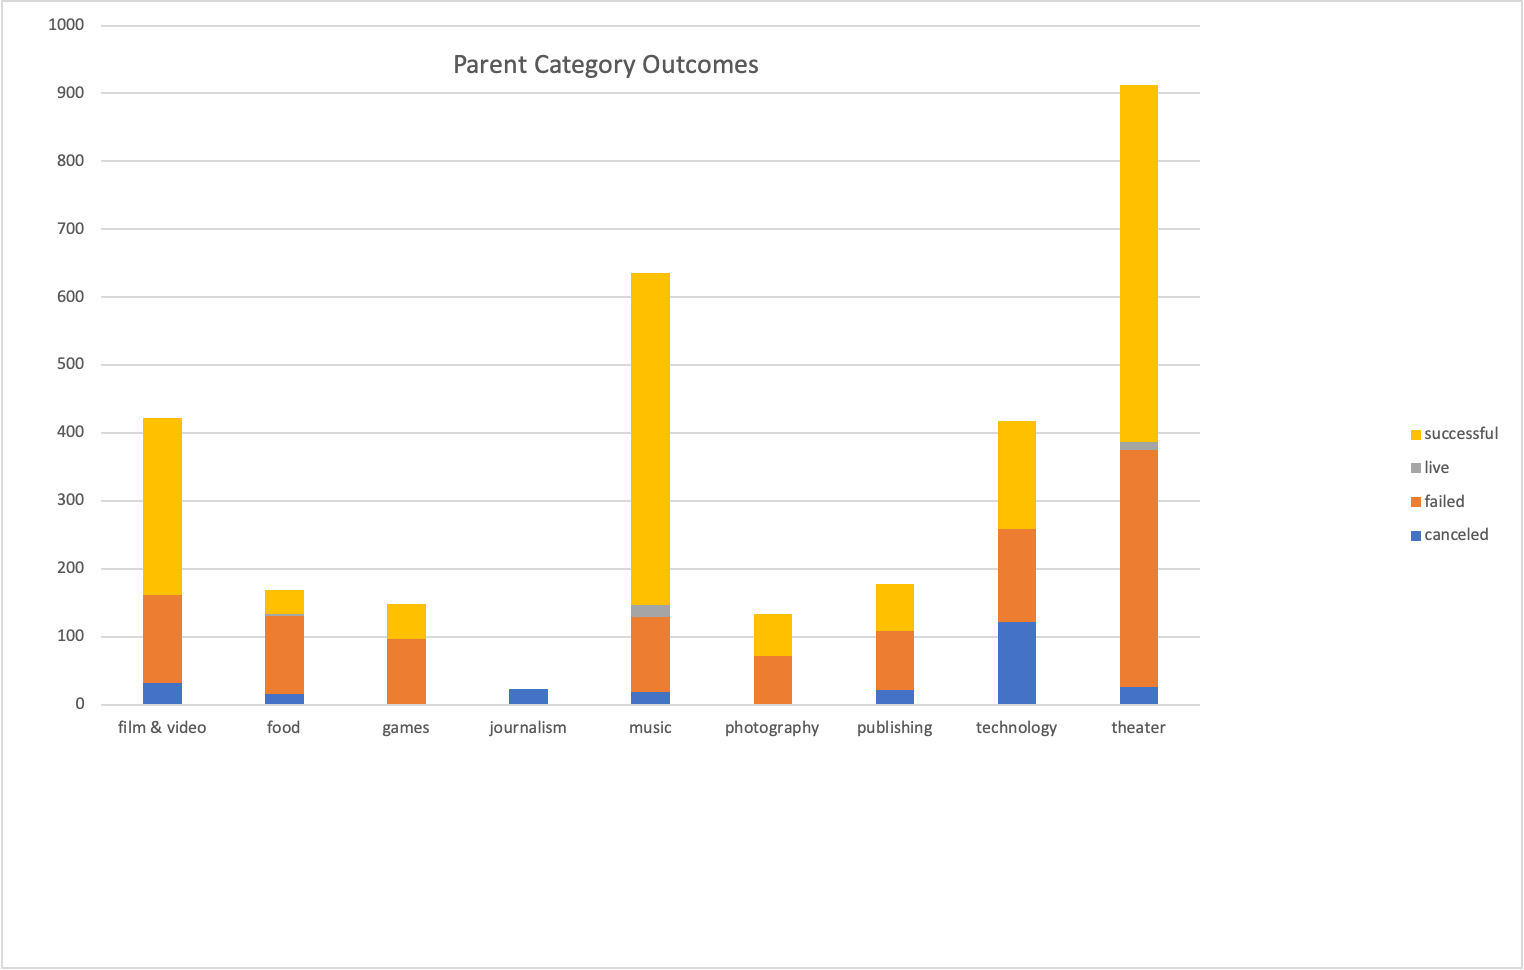 Parent Category Outcomes
1000
900
800
700
600
500
400
300
200
100
0
film & video food games journalism music photography publishing technology theater
successful
live
failed
canceled